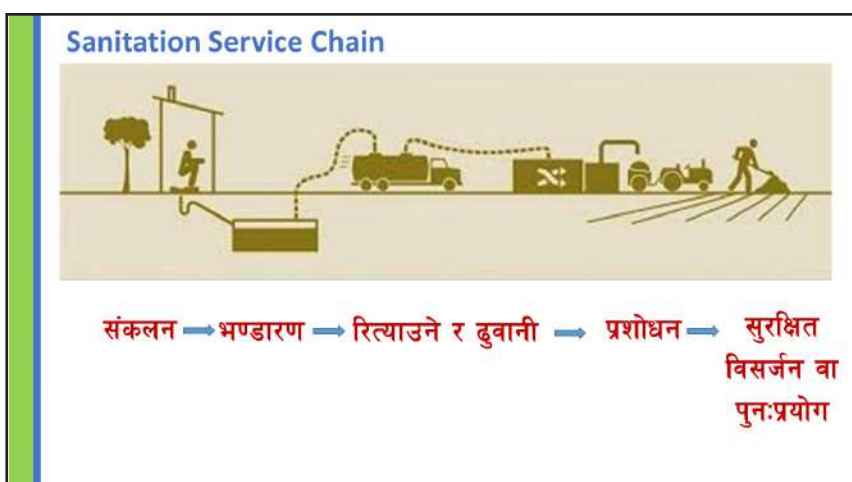 Sanitation Service Chain
संकलन → भण्डारण → रित्याउने र ढुवानी → प्रशोधन → सुरक्षित
विसर्जन वा
पुनःप्रयोग